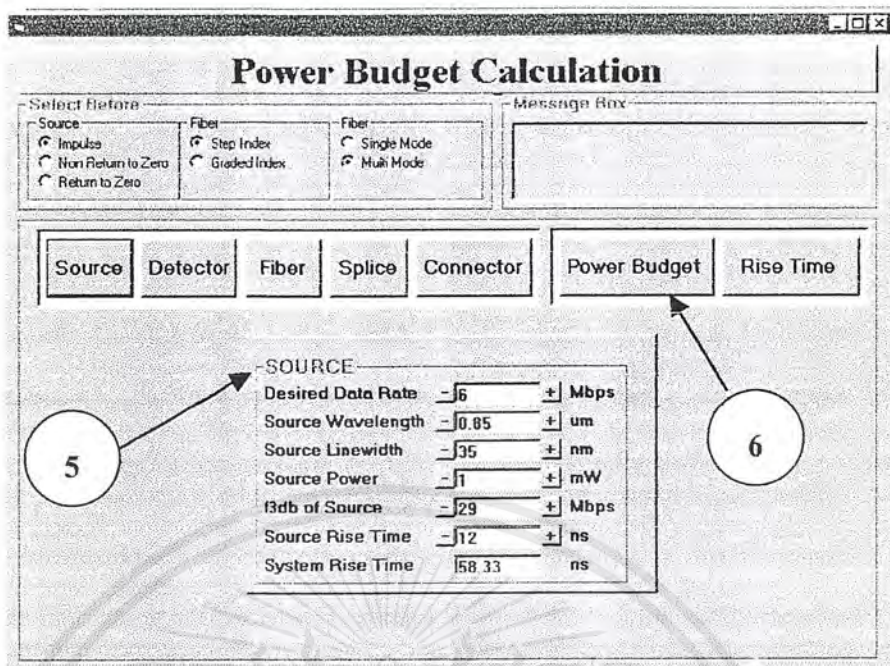 Power Budget Calculation
Select Before
Source
Impulse
Non Return to Zero
Return to Zero
Fiber
Step Index
Graded Index
Fiber
Single Mode
Multi Mode
Message Box
Source
Detector
Fiber
Splice
Connector
Power Budget
Rise Time
SOURCE
Desired Data Rate - 6 + Mbps
Source Wavelength - 0.85 + um
Source Linewidth - 35 + nm
Source Power - 1 + mW
f3db of Source - 29 + Mbps
Source Rise Time - 12 + ns
System Rise Time 58.33 ns
5
6